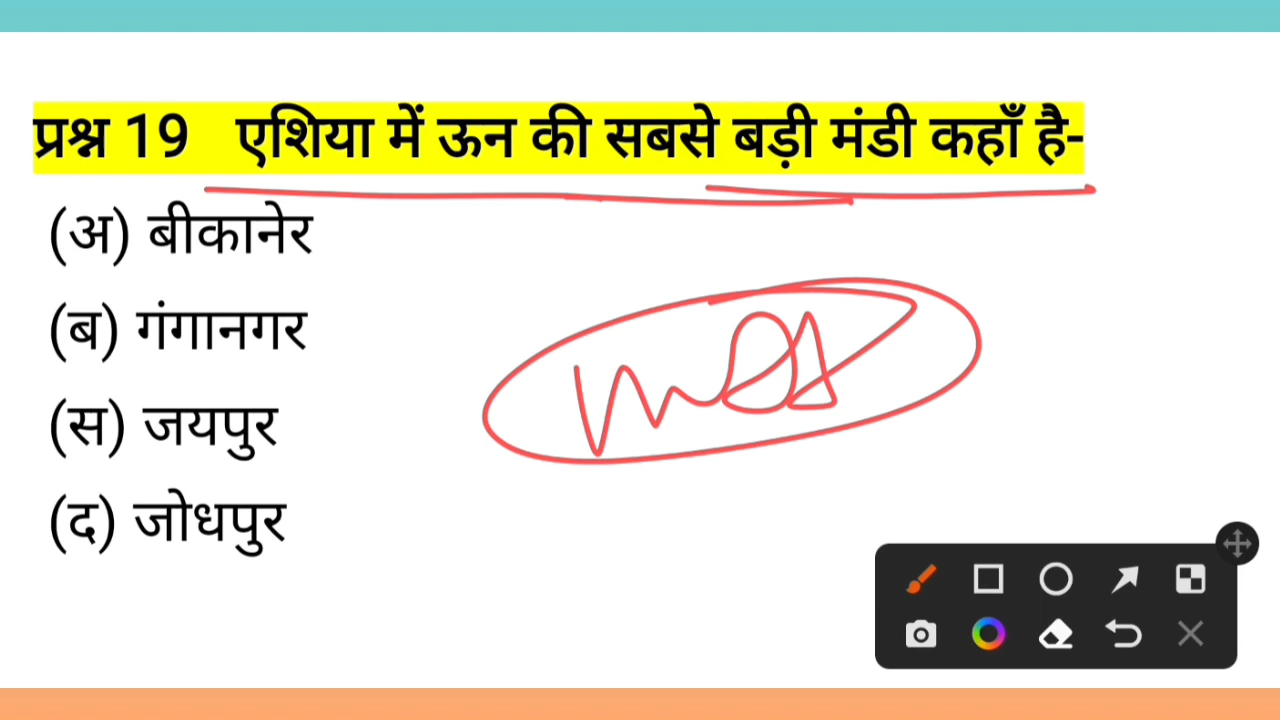 प्रश्न 19 एशिया में ऊन की सबसे बड़ी मंडी कहाँ है-
(अ) बीकानेर
(ब) गंगानगर
(स) जयपुर
(द) जोधपुर